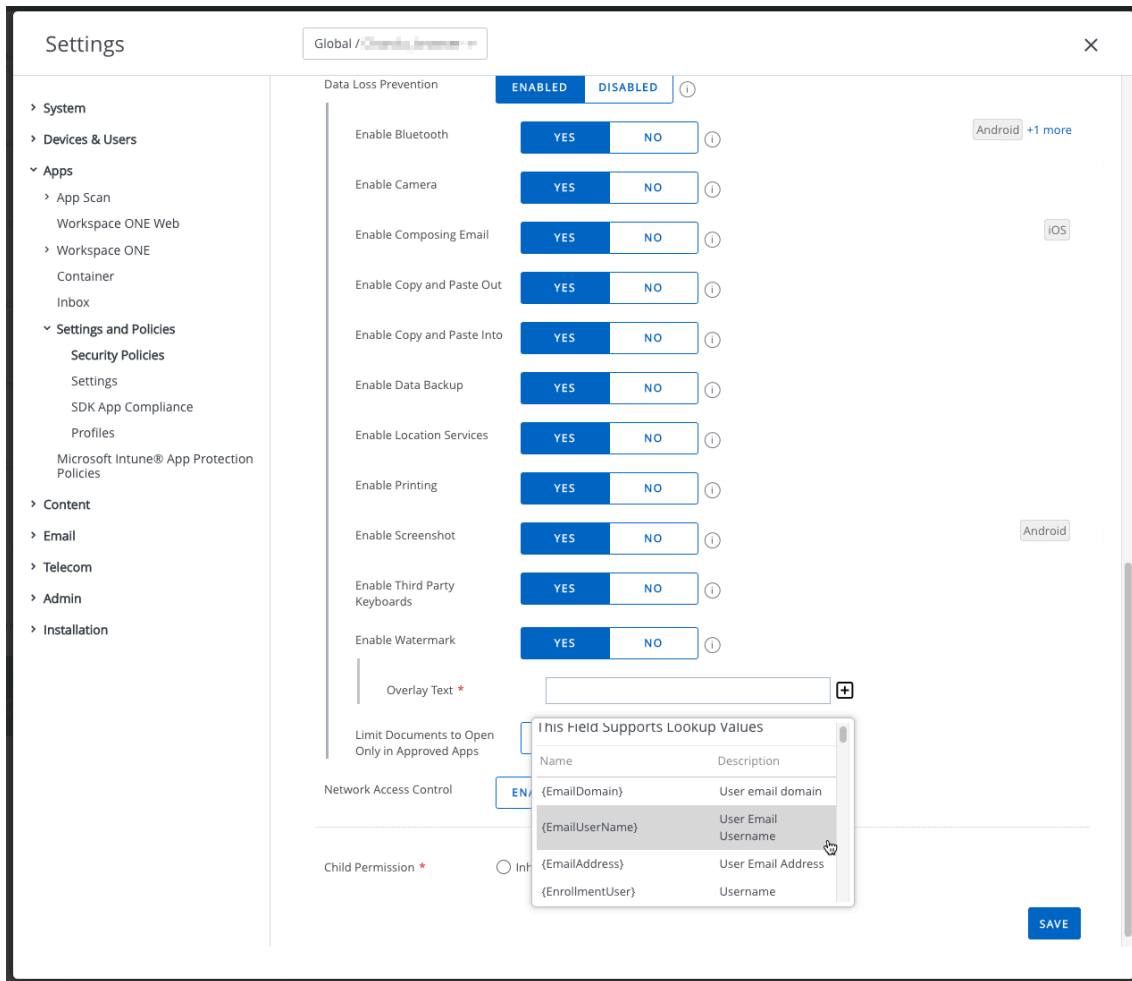 Settings
Global /
System
Devices & Users
Apps
App Scan
Workspace ONE Web
Workspace ONE
Container
Inbox
Settings and Policies
Security Policies
Settings
SDK App Compliance
Profiles
Microsoft Intune® App Protection
Policies
Content
Email
Telecom
Admin
Installation
Data Loss Prevention ENABLED DISABLED
Enable Bluetooth YES NO Android +1 more
Enable Camera YES NO
Enable Composing Email YES NO iOS
Enable Copy and Paste Out YES NO
Enable Copy and Paste Into YES NO
Enable Data Backup YES NO
Enable Location Services YES NO
Enable Printing YES NO
Enable Screenshot YES NO Android
Enable Third Party
Keyboards YES NO
Enable Watermark YES NO
Overlay Text *
Limit Documents to Open
Only in Approved Apps
This Field Supports Lookup Values
Name Description
{EmailDomain} User email domain
{EmailUserName} User Email
Username
{EmailAddress} User Email Address
{EnrollmentUser} Username
Network Access Control EN
Child Permission * Inh
SAVE